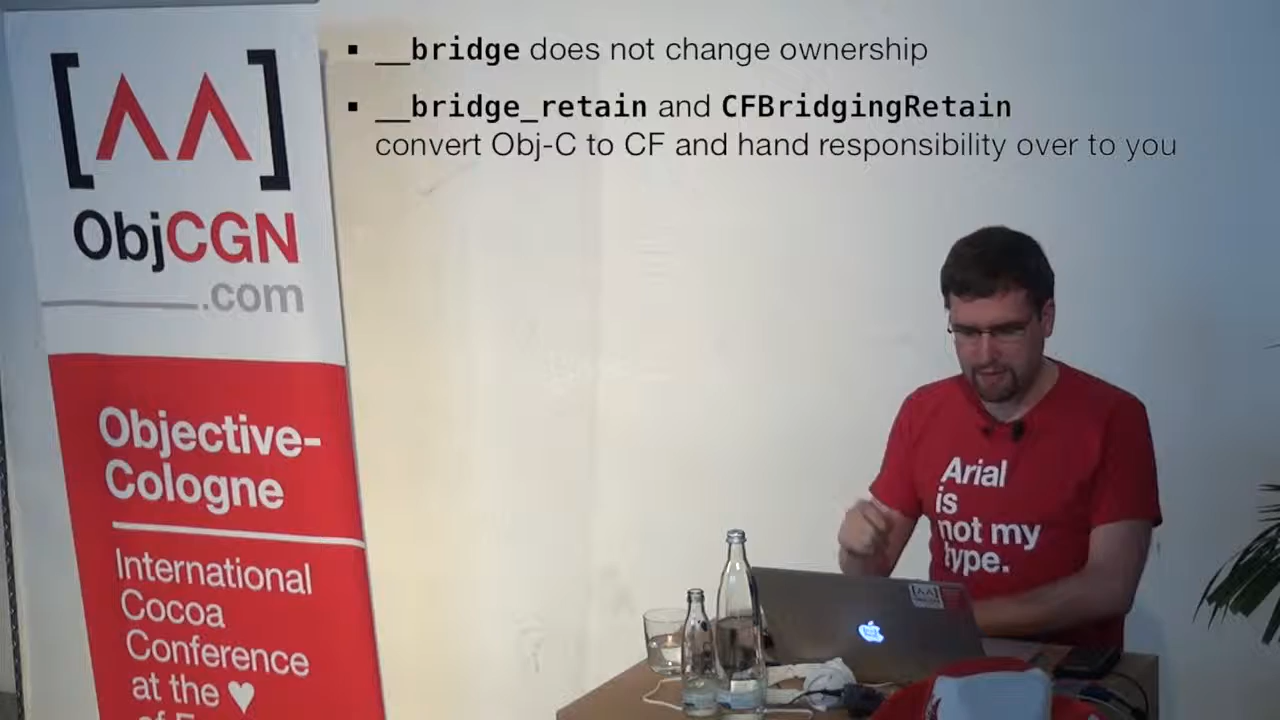 ▪ __bridge does not change ownership
▪ __bridge_retain and CFBridgingRetain
convert Obj-C to CF and hand responsibility over to you
ObjCGN
.com
Objective-
Cologne
International
Cocoa
Conference
at the ♥
Arial
is
not my
type.